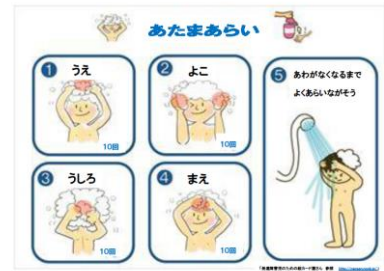 あたまあらい
1 うえ
10回
2 よこ
10回
3 うしろ
10回
4 まえ
10回
5 あわがなくなるまで
よくあらいながそう